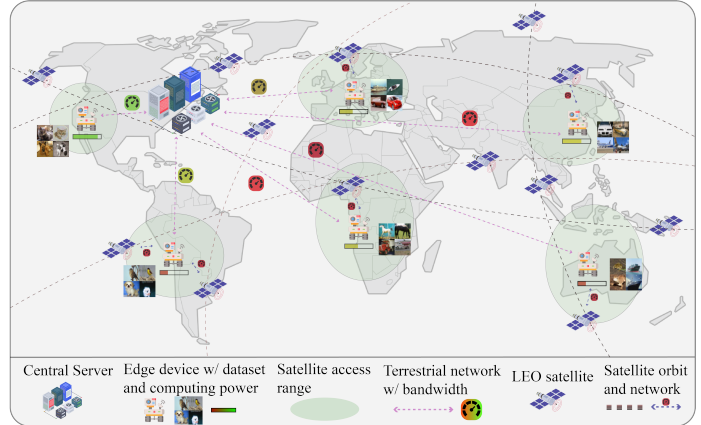 Central Server
Edge device w/ dataset
and computing power
Satellite access
range
Terrestrial network
w/ bandwidth
LEO satellite
Satellite orbit
and network